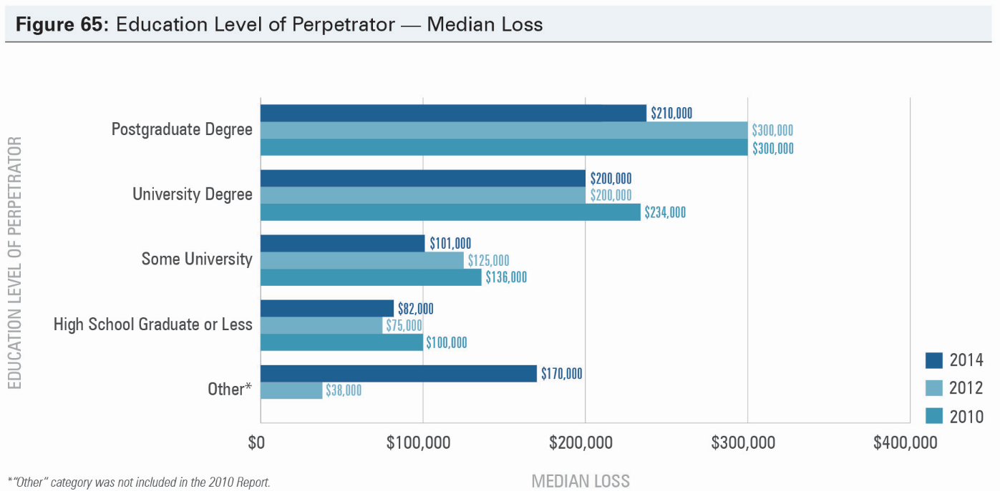 Figure 65: Education Level of Perpetrator — Median Loss
EDUCATION LEVEL OF PERPETRATOR
Postgraduate Degree
$210,000
$300,000
$300,000
University Degree
$200,000
$200,000
$234,000
Some University
$101,000
$125,000
$136,000
High School Graduate or Less
$82,000
$75,000
$100,000
Other*
$170,000
$38,000
2014
2012
2010
$0 $100,000 $200,000 $300,000 $400,000
MEDIAN LOSS
*“Other” category was not included in the 2010 Report.